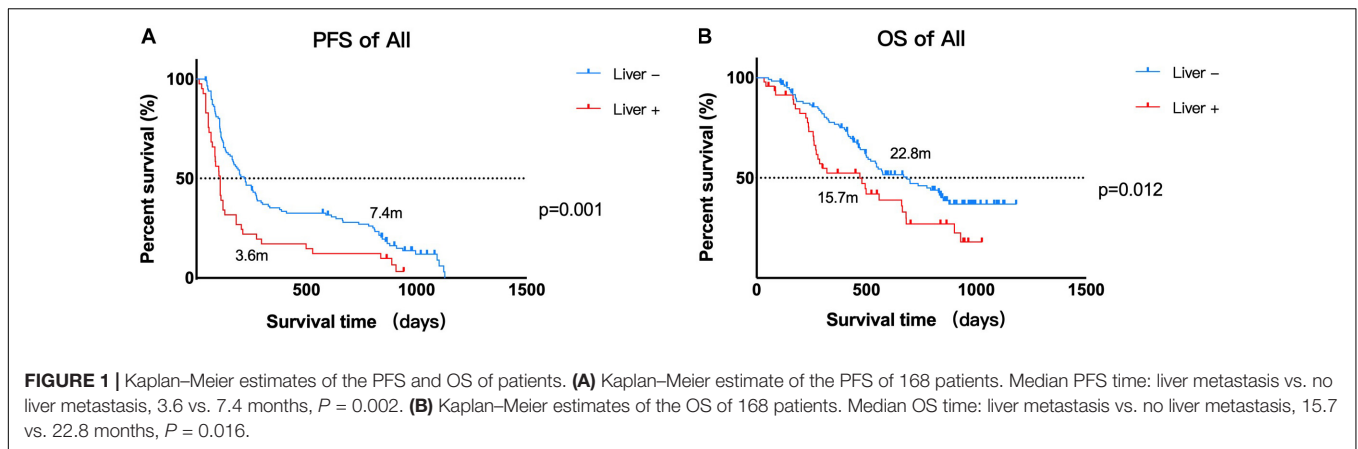 A
PFS of All
Percent survival (%)
100
50
0
500
1000
1500
Survival time (days)
7.4m
3.6m
Liver –
Liver +
p=0.001
B
OS of All
Percent survival (%)
100
50
0
0
500
1000
1500
Survival time (days)
22.8m
15.7m
Liver –
Liver +
p=0.012
FIGURE 1 | Kaplan–Meier estimates of the PFS and OS of patients. (A) Kaplan–Meier estimate of the PFS of 168 patients. Median PFS time: liver metastasis vs. no
liver metastasis, 3.6 vs. 7.4 months, P = 0.002. (B) Kaplan–Meier estimates of the OS of 168 patients. Median OS time: liver metastasis vs. no liver metastasis, 15.7
vs. 22.8 months, P = 0.016.